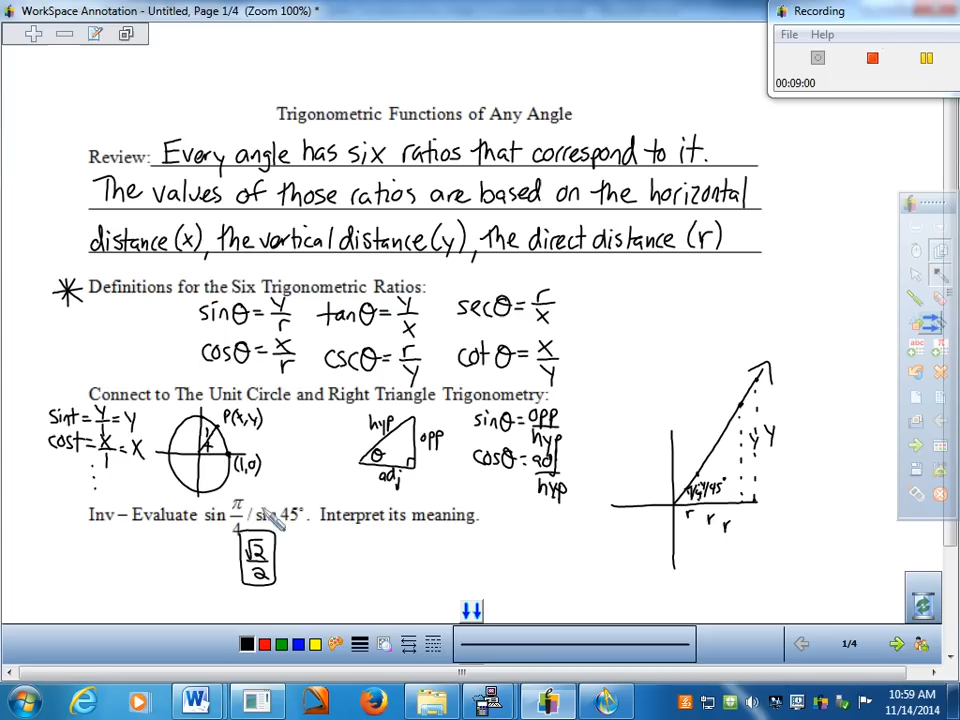 WorkSpace Annotation - Untitled, Page 1/4 (Zoom 100%) *
Recording
File Help
00:09:00
Trigonometric Functions of Any Angle
Review: Every angle has six ratios that correspond to it.
The values of those ratios are based on the horizontal
distance (x), the vertical distance (y), the direct distance (r)
* Definitions for the Six Trigonometric Ratios:
sinθ = y/r tanθ = y/x secθ = r/x
cosθ = x/r cscθ = r/y cotθ = x/y
Connect to The Unit Circle and Right Triangle Trigonometry:
sint = y/1 = y
cost = x/1 = x
⋮
P(x,y)
1
(1,0)
hyp
opp
θ
adj
sinθ = opp/hyp
cosθ = adj/hyp
y y
π/4/45°
r r r
Inv – Evaluate sin π/4 / sin 45°. Interpret its meaning.
√2/2
abc
π
1/4
W
10:59 AM
11/14/2014